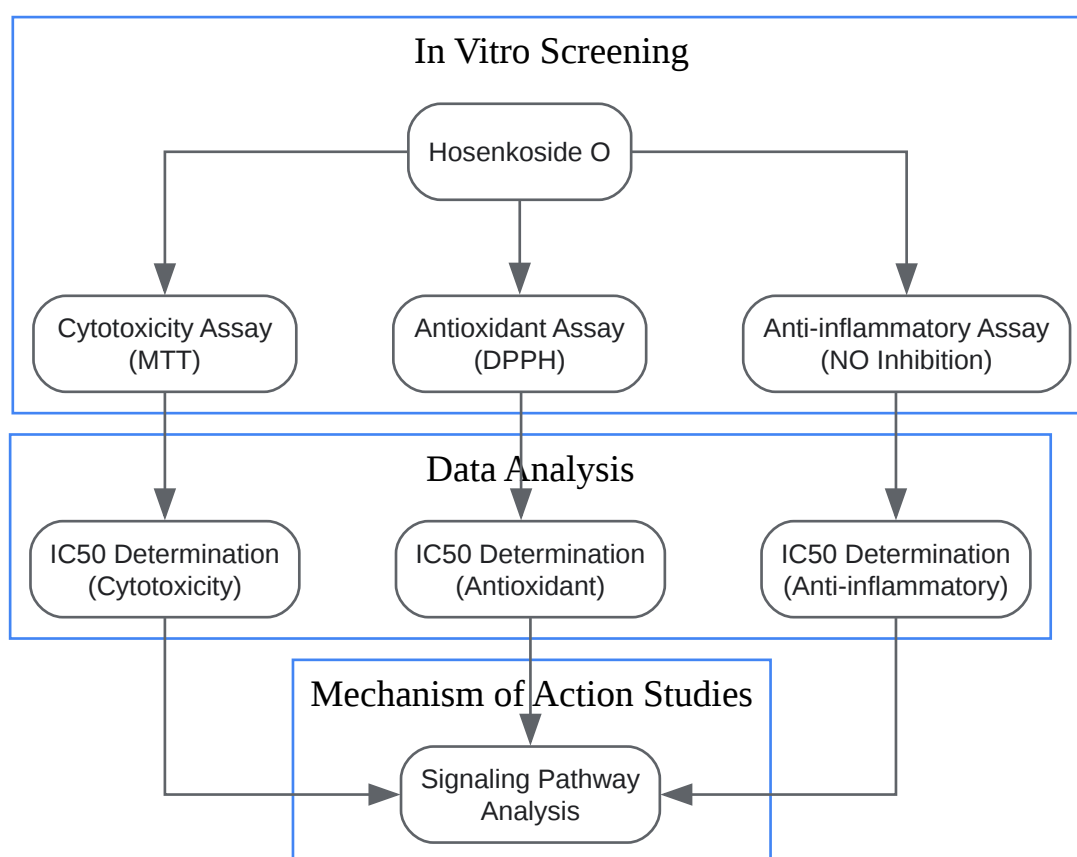 In Vitro Screening
Hosenkoside O
Cytotoxicity Assay
(MTT)
Antioxidant Assay
(DPPH)
Anti-inflammatory Assay
(NO Inhibition)
Data Analysis
IC50 Determination
(Cytotoxicity)
IC50 Determination
(Antioxidant)
IC50 Determination
(Anti-inflammatory)
Mechanism of Action Studies
Signaling Pathway
Analysis